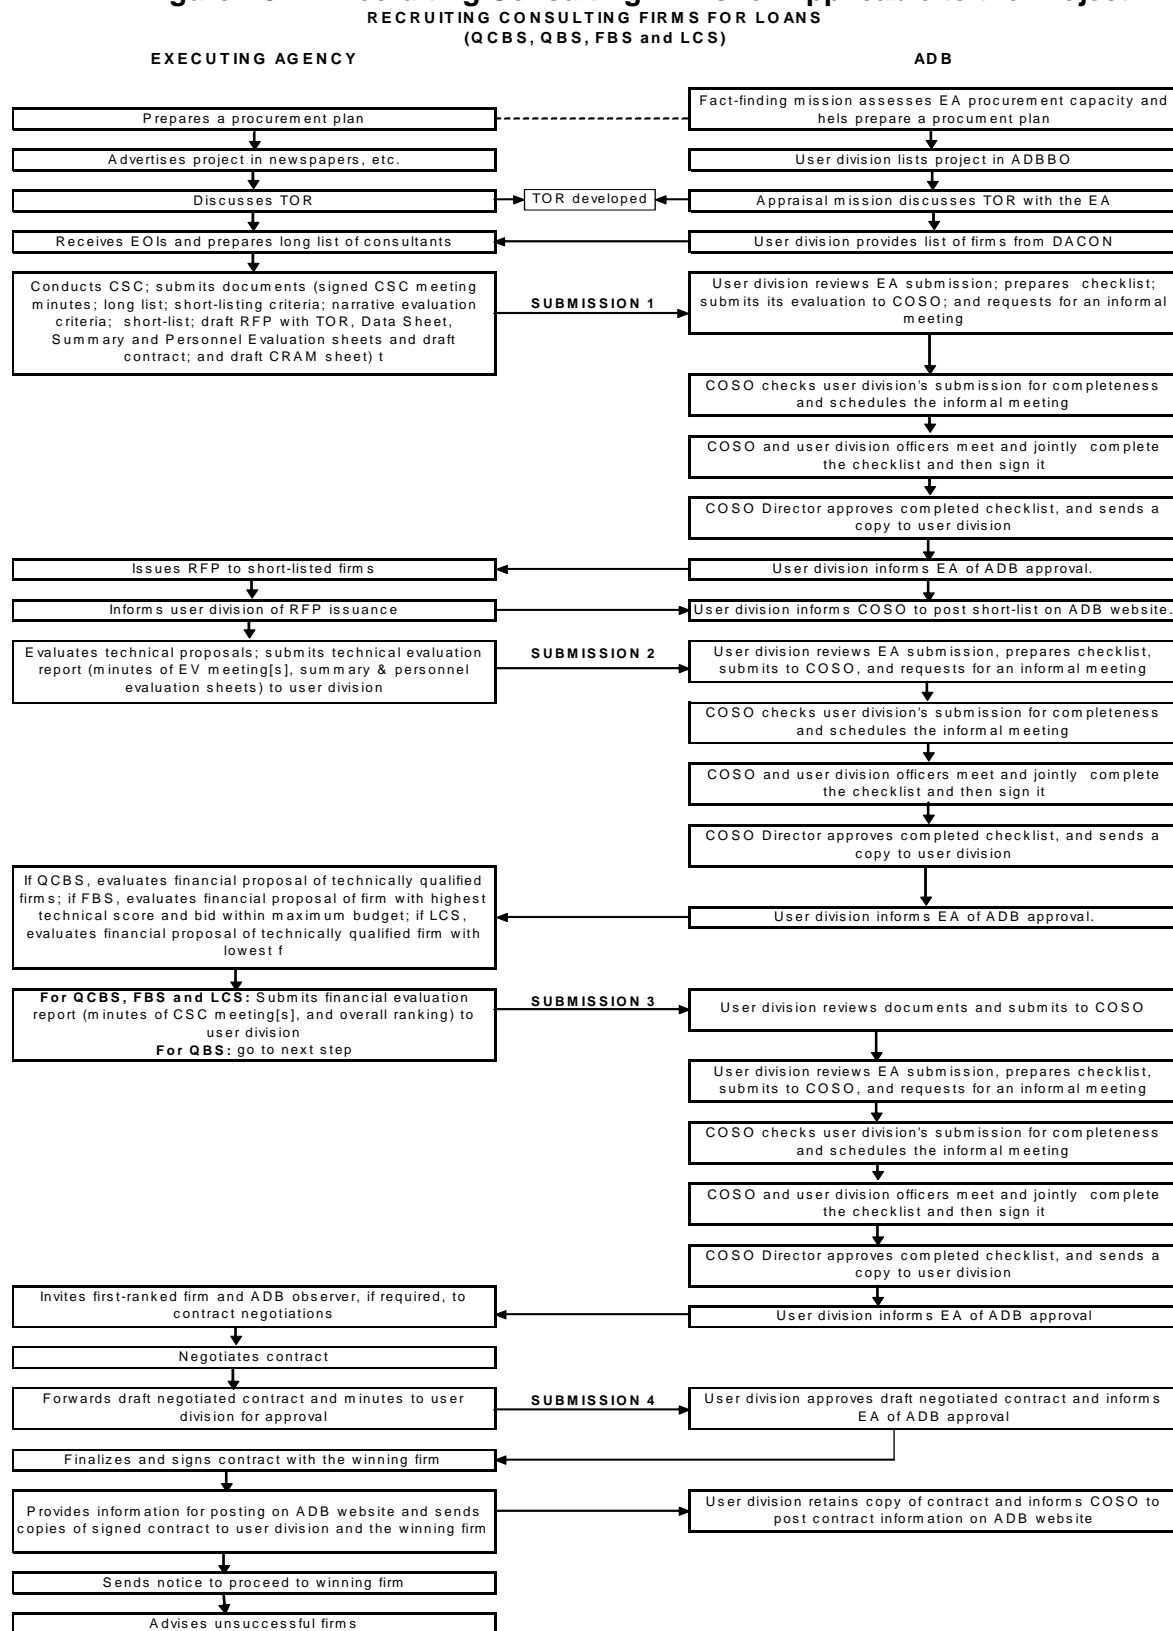 RECRUITING CONSULTING FIRMS FOR LOANS
(QCBS, QBS, FBS and LCS)
EXECUTING AGENCY
ADB
Prepares a procurement plan
Fact-finding mission assesses EA procurement capacity and
hels prepare a procument plan
Advertises project in newspapers, etc.
User division lists project in ADBBO
Discusses TOR
TOR developed
Appraisal mission discusses TOR with the EA
Receives EOIs and prepares long list of consultants
User division provides list of firms from DACON
Conducts CSC; submits documents (signed CSC meeting
minutes; long list; short-listing criteria; narrative evaluation
criteria; short-list; draft RFP with TOR, Data Sheet,
Summary and Personnel Evaluation sheets and draft
contract; and draft CRAM sheet) t
SUBMISSION 1
User division reviews EA submission; prepares checklist;
submits its evaluation to COSO; and requests for an informal
meeting
COSO checks user division's submission for completeness
and schedules the informal meeting
COSO and user division officers meet and jointly complete
the checklist and then sign it
COSO Director approves completed checklist, and sends a
copy to user division
Issues RFP to short-listed firms
User division informs EA of ADB approval.
Informs user division of RFP issuance
User division informs COSO to post short-list on ADB website.
Evaluates technical proposals; submits technical evaluation
report (minutes of EV meeting[s], summary & personnel
evaluation sheets) to user division
SUBMISSION 2
User division reviews EA submission, prepares checklist,
submits to COSO, and requests for an informal meeting
COSO checks user division's submission for completeness
and schedules the informal meeting
COSO and user division officers meet and jointly complete
the checklist and then sign it
COSO Director approves completed checklist, and sends a
copy to user division
If QCBS, evaluates financial proposal of technically qualified
firms; if FBS, evaluates financial proposal of firm with highest
technical score and bid within maximum budget; if LCS,
evaluates financial proposal of technically qualified firm with
lowest f
User division informs EA of ADB approval.
For QCBS, FBS and LCS: Submits financial evaluation
report (minutes of CSC meeting[s], and overall ranking) to
user division
For QBS: go to next step
SUBMISSION 3
User division reviews documents and submits to COSO
User division reviews EA submission, prepares checklist,
submits to COSO, and requests for an informal meeting
COSO checks user division's submission for completeness
and schedules the informal meeting
COSO and user division officers meet and jointly complete
the checklist and then sign it
COSO Director approves completed checklist, and sends a
copy to user division
Invites first-ranked firm and ADB observer, if required, to
contract negotiations
User division informs EA of ADB approval
Negotiates contract
Forwards draft negotiated contract and minutes to user
division for approval
SUBMISSION 4
User division approves draft negotiated contract and informs
EA of ADB approval
Finalizes and signs contract with the winning firm
Provides information for posting on ADB website and sends
copies of signed contract to user division and the winning firm
User division retains copy of contract and informs COSO to
post contract information on ADB website
Sends notice to proceed to winning firm
Advises unsuccessful firms